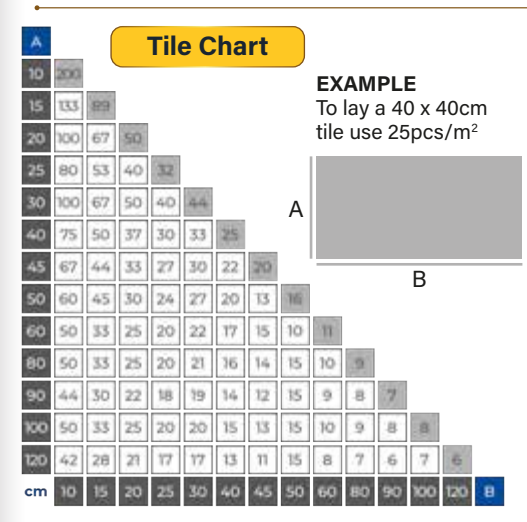 Tile Chart
EXAMPLE
To lay a 40 x 40cm
tile use 25pcs/m²
A
B
A
10 200
15 133 89
20 100 67 50
25 80 53 40 32
30 100 67 50 40 44
40 75 50 37 30 33 25
45 67 44 33 27 30 22 20
50 60 45 30 24 27 20 13 16
60 50 33 25 20 22 17 15 10 11
80 50 33 25 20 21 16 14 15 10 9
90 44 30 22 18 19 14 12 15 9 8 7
100 50 33 25 20 20 15 13 15 10 9 8 8
120 42 28 21 17 17 13 11 15 8 7 6 7 6
cm 10 15 20 25 30 40 45 50 60 80 90 100 120 B